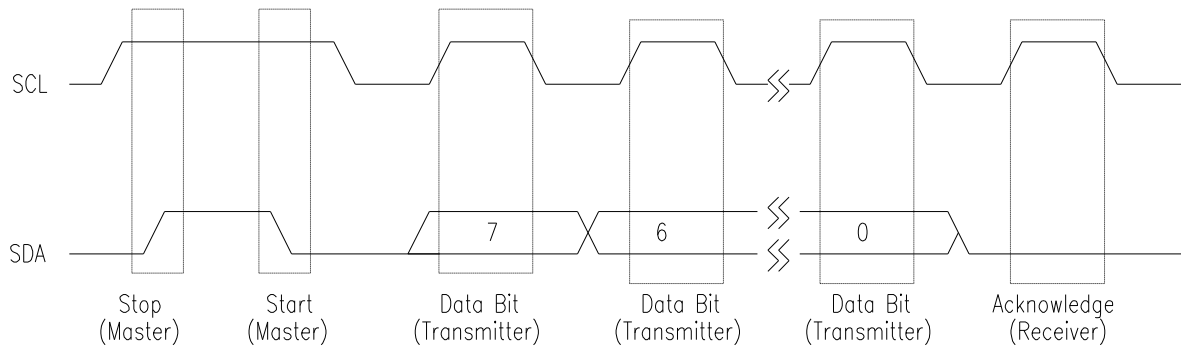 SCL
SDA
7
6
0
Stop
(Master)
Start
(Master)
Data Bit
(Transmitter)
Data Bit
(Transmitter)
Data Bit
(Transmitter)
Acknowledge
(Receiver)